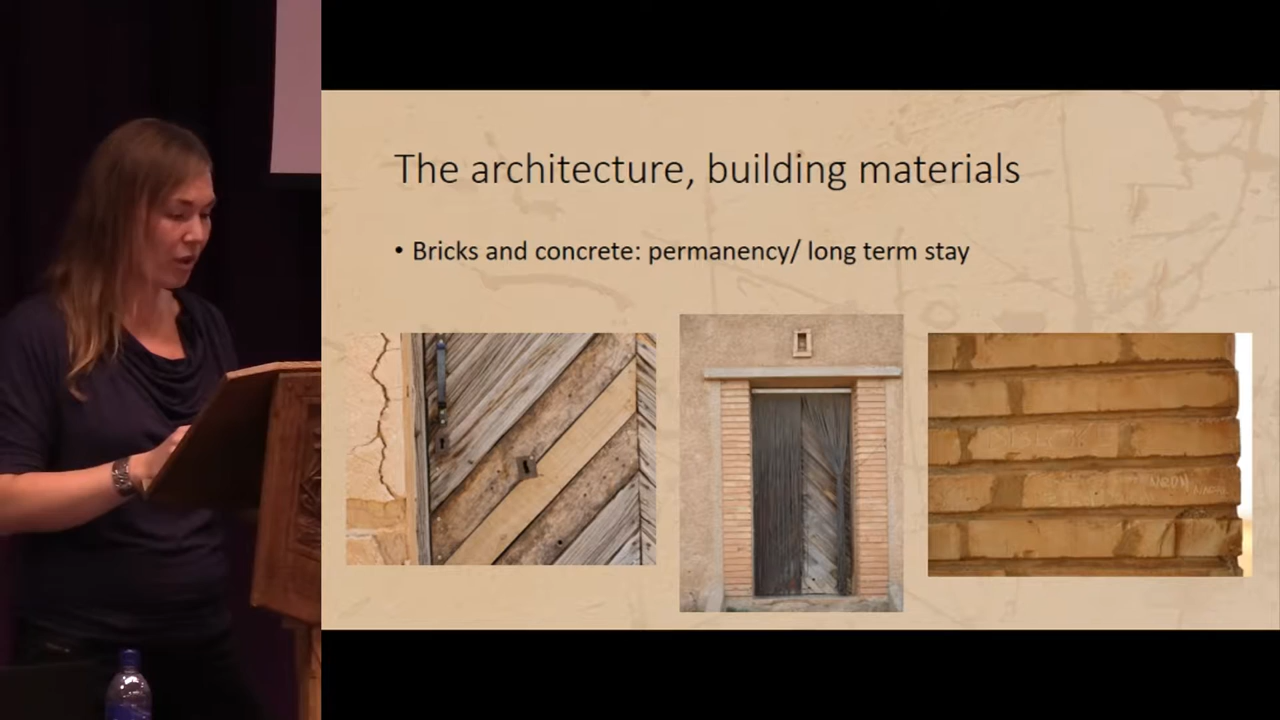 The architecture, building materials
• Bricks and concrete: permanency/ long term stay